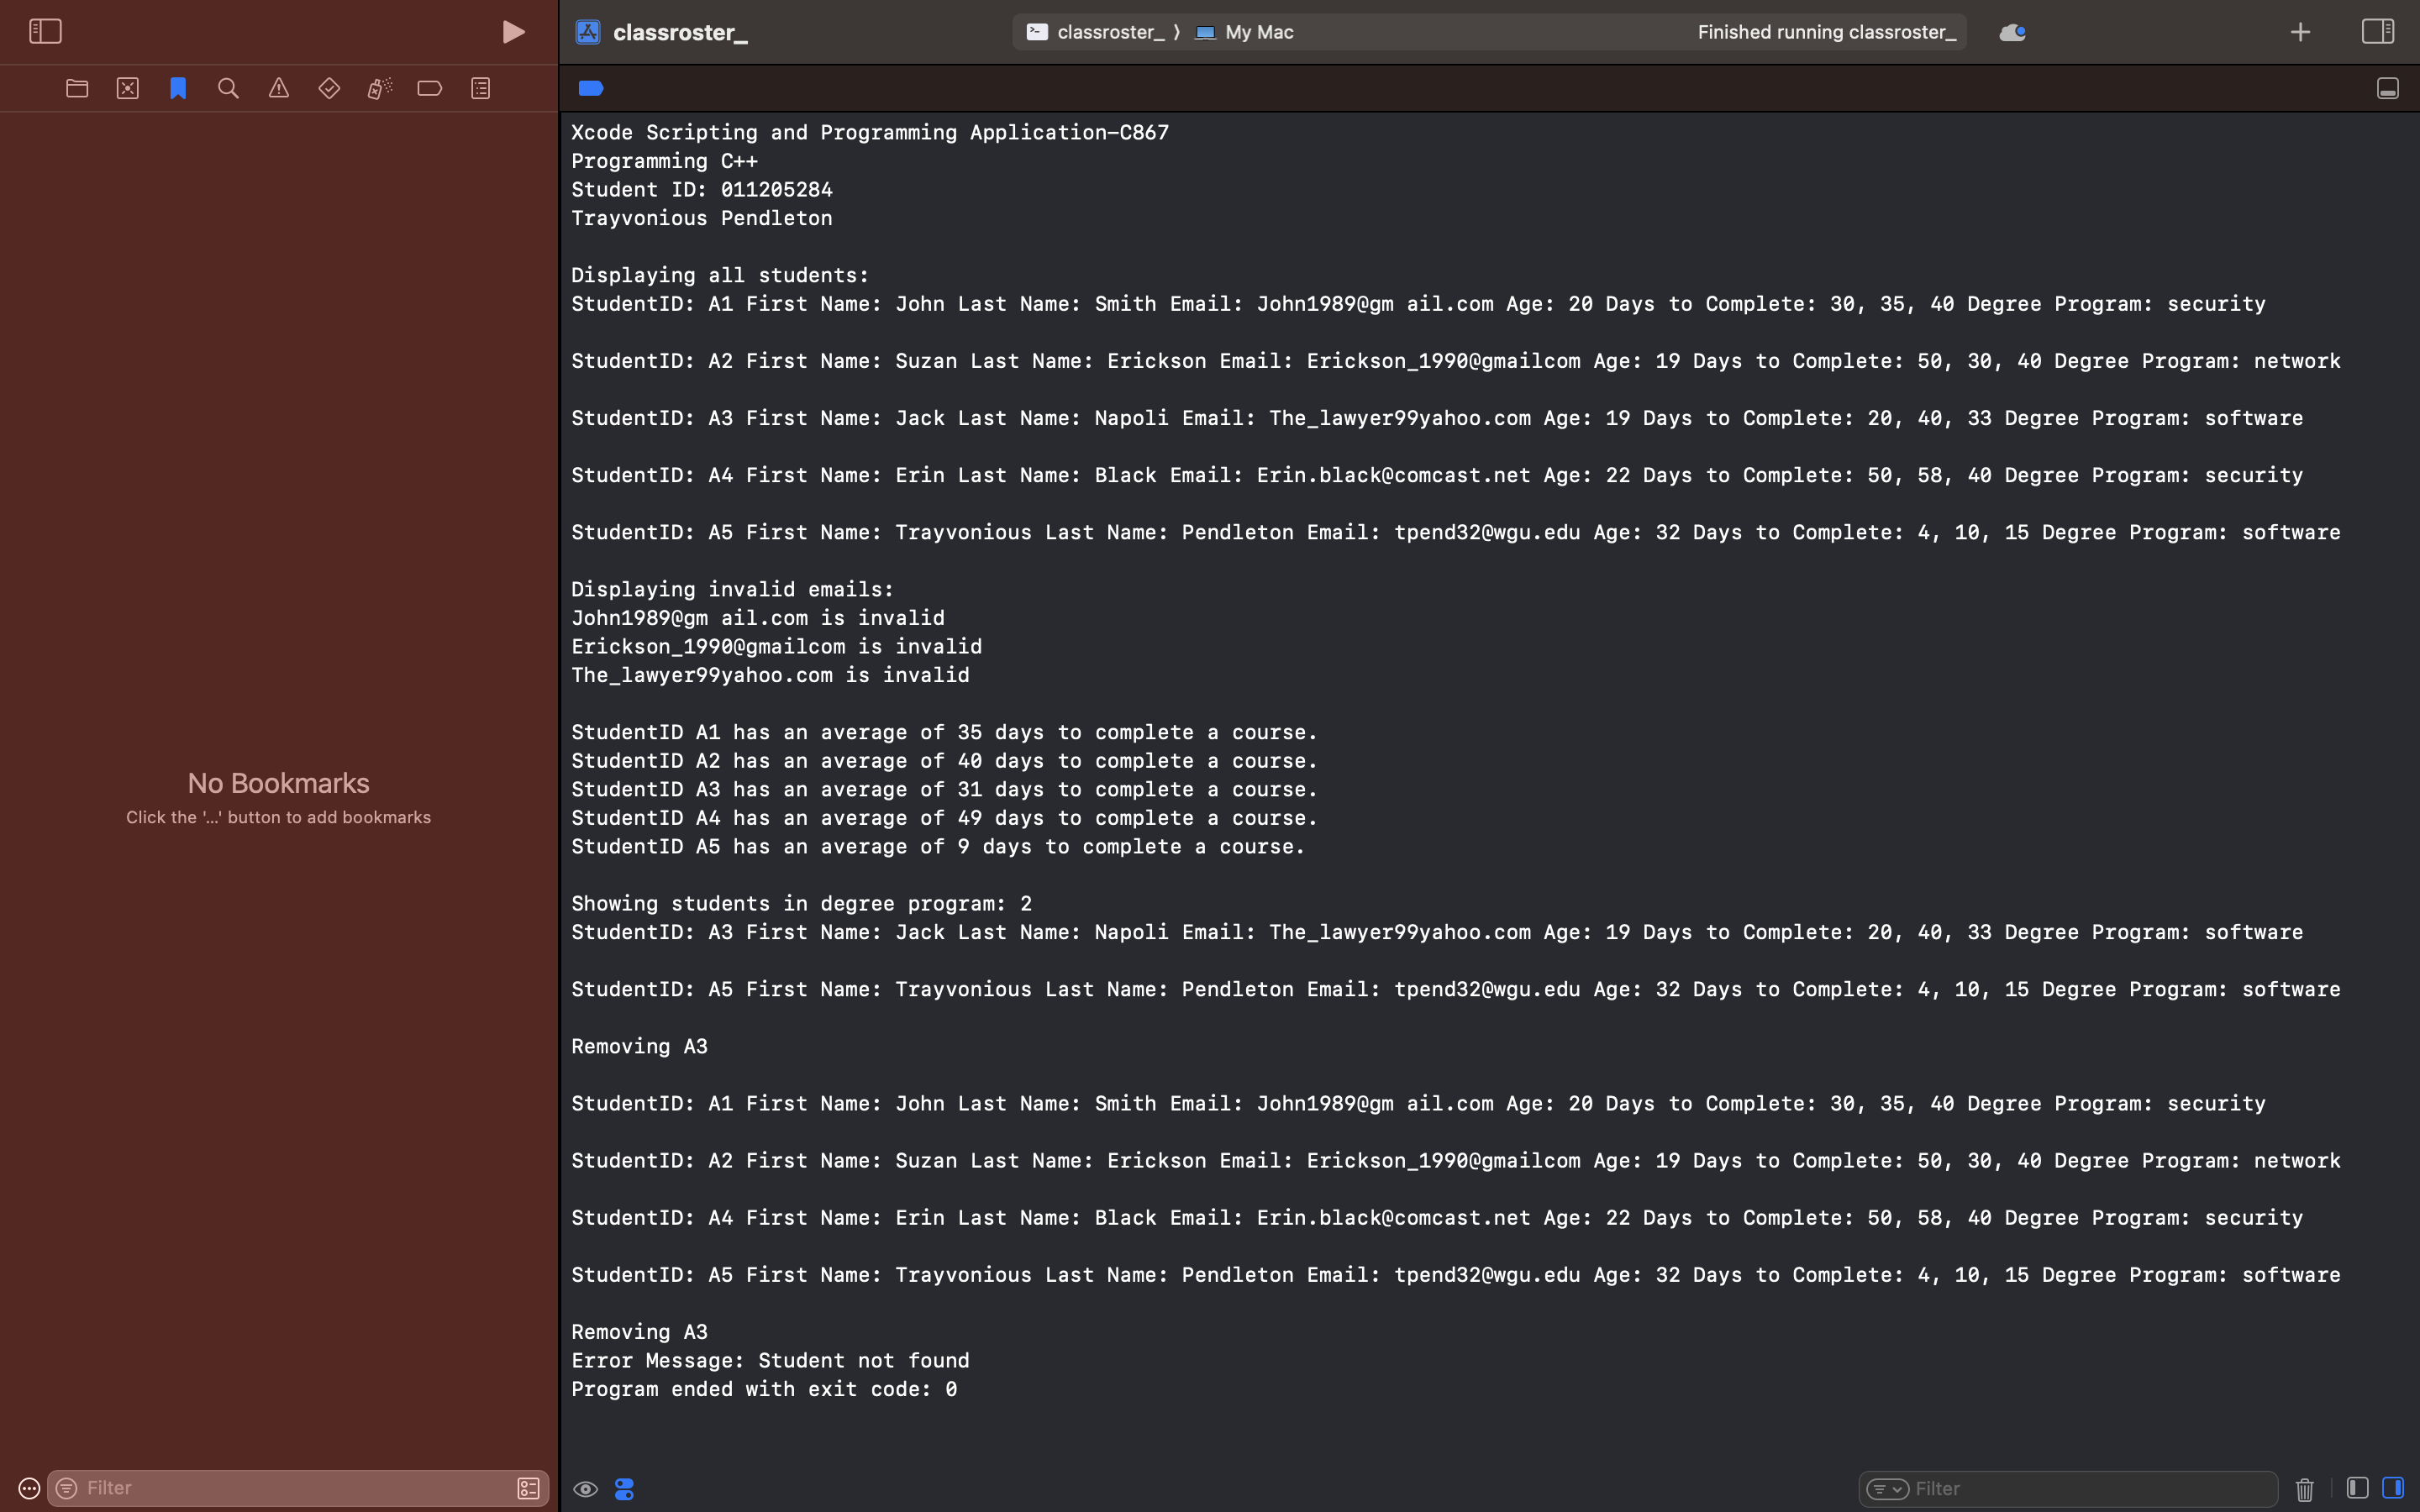 classroster_
classroster_ ⟩ My Mac
Finished running classroster_
No Bookmarks
Click the '...' button to add bookmarks
Filter
Xcode Scripting and Programming Application–C867
Programming C++
Student ID: 011205284
Trayvonious Pendleton
Displaying all students:
StudentID: A1 First Name: John Last Name: Smith Email: John1989@gm ail.com Age: 20 Days to Complete: 30, 35, 40 Degree Program: security
StudentID: A2 First Name: Suzan Last Name: Erickson Email: Erickson_1990@gmailcom Age: 19 Days to Complete: 50, 30, 40 Degree Program: network
StudentID: A3 First Name: Jack Last Name: Napoli Email: The_lawyer99yahoo.com Age: 19 Days to Complete: 20, 40, 33 Degree Program: software
StudentID: A4 First Name: Erin Last Name: Black Email: Erin.black@comcast.net Age: 22 Days to Complete: 50, 58, 40 Degree Program: security
StudentID: A5 First Name: Trayvonious Last Name: Pendleton Email: tpend32@wgu.edu Age: 32 Days to Complete: 4, 10, 15 Degree Program: software
Displaying invalid emails:
John1989@gm ail.com is invalid
Erickson_1990@gmailcom is invalid
The_lawyer99yahoo.com is invalid
StudentID A1 has an average of 35 days to complete a course.
StudentID A2 has an average of 40 days to complete a course.
StudentID A3 has an average of 31 days to complete a course.
StudentID A4 has an average of 49 days to complete a course.
StudentID A5 has an average of 9 days to complete a course.
Showing students in degree program: 2
StudentID: A3 First Name: Jack Last Name: Napoli Email: The_lawyer99yahoo.com Age: 19 Days to Complete: 20, 40, 33 Degree Program: software
StudentID: A5 First Name: Trayvonious Last Name: Pendleton Email: tpend32@wgu.edu Age: 32 Days to Complete: 4, 10, 15 Degree Program: software
Removing A3
StudentID: A1 First Name: John Last Name: Smith Email: John1989@gm ail.com Age: 20 Days to Complete: 30, 35, 40 Degree Program: security
StudentID: A2 First Name: Suzan Last Name: Erickson Email: Erickson_1990@gmailcom Age: 19 Days to Complete: 50, 30, 40 Degree Program: network
StudentID: A4 First Name: Erin Last Name: Black Email: Erin.black@comcast.net Age: 22 Days to Complete: 50, 58, 40 Degree Program: security
StudentID: A5 First Name: Trayvonious Last Name: Pendleton Email: tpend32@wgu.edu Age: 32 Days to Complete: 4, 10, 15 Degree Program: software
Removing A3
Error Message: Student not found
Program ended with exit code: 0
Filter